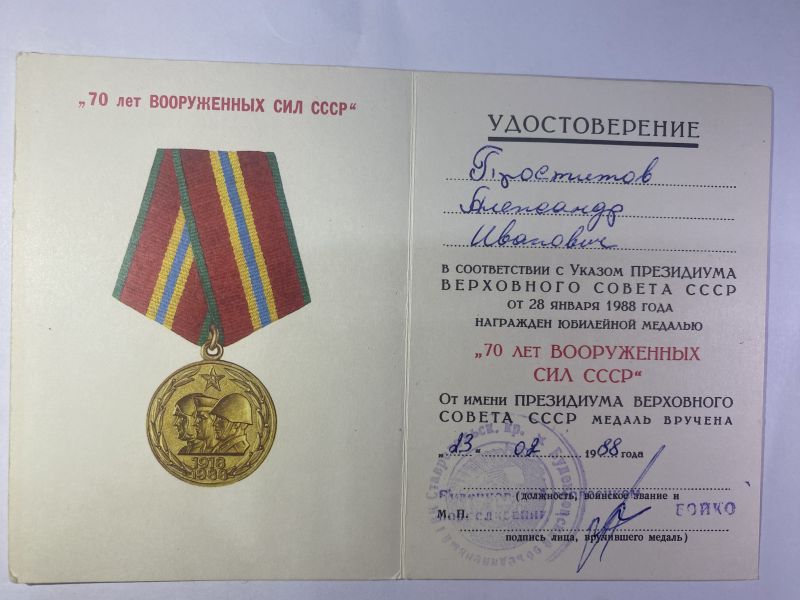 „70 лет ВООРУЖЕННЫХ СИЛ СССР“
1918
1988
УДОСТОВЕРЕНИЕ
Александр
Иванович
в соответствии с Указом ПРЕЗИДИУМА
ВЕРХОВНОГО СОВЕТА СССР
от 28 января 1988 года
награжден юбилейной медалью
„70 лет ВООРУЖЕННЫХ
СИЛ СССР“
От имени ПРЕЗИДИУМА ВЕРХОВНОГО
СОВЕТА СССР медаль вручена
„23“ 02 1988 года
(должность, воинское звание и
М.П. БОЙКО
подпись лица, вручившего медаль)